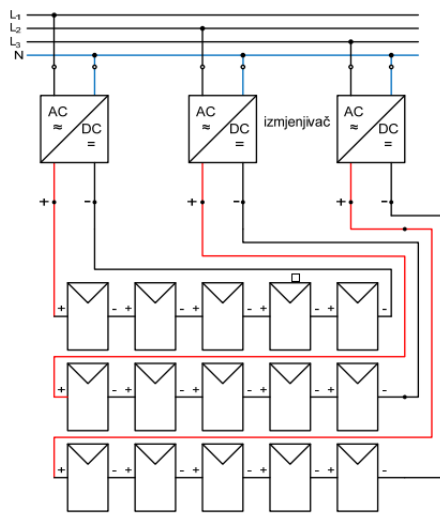 L₁
L₂
L₃
N
AC ≈ DC = AC ≈ DC = izmjenjivač AC ≈ DC =
+ - + - + -
+ - + - + - + - + -
+ - + - + - + - + -
+ - + - + - + - + -